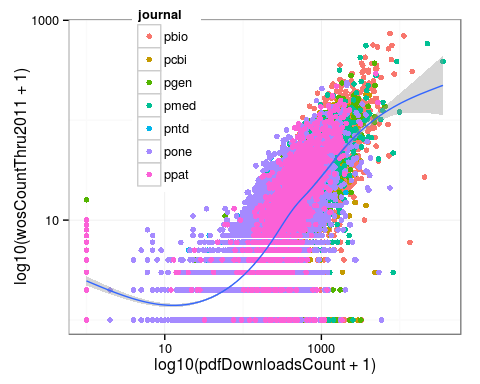 journal
pbio
pcbi
pgen
pmed
pntd
pone
ppat
1000
10
log10(wosCountThru2011 + 1)
10
1000
log10(pdfDownloadsCount + 1)